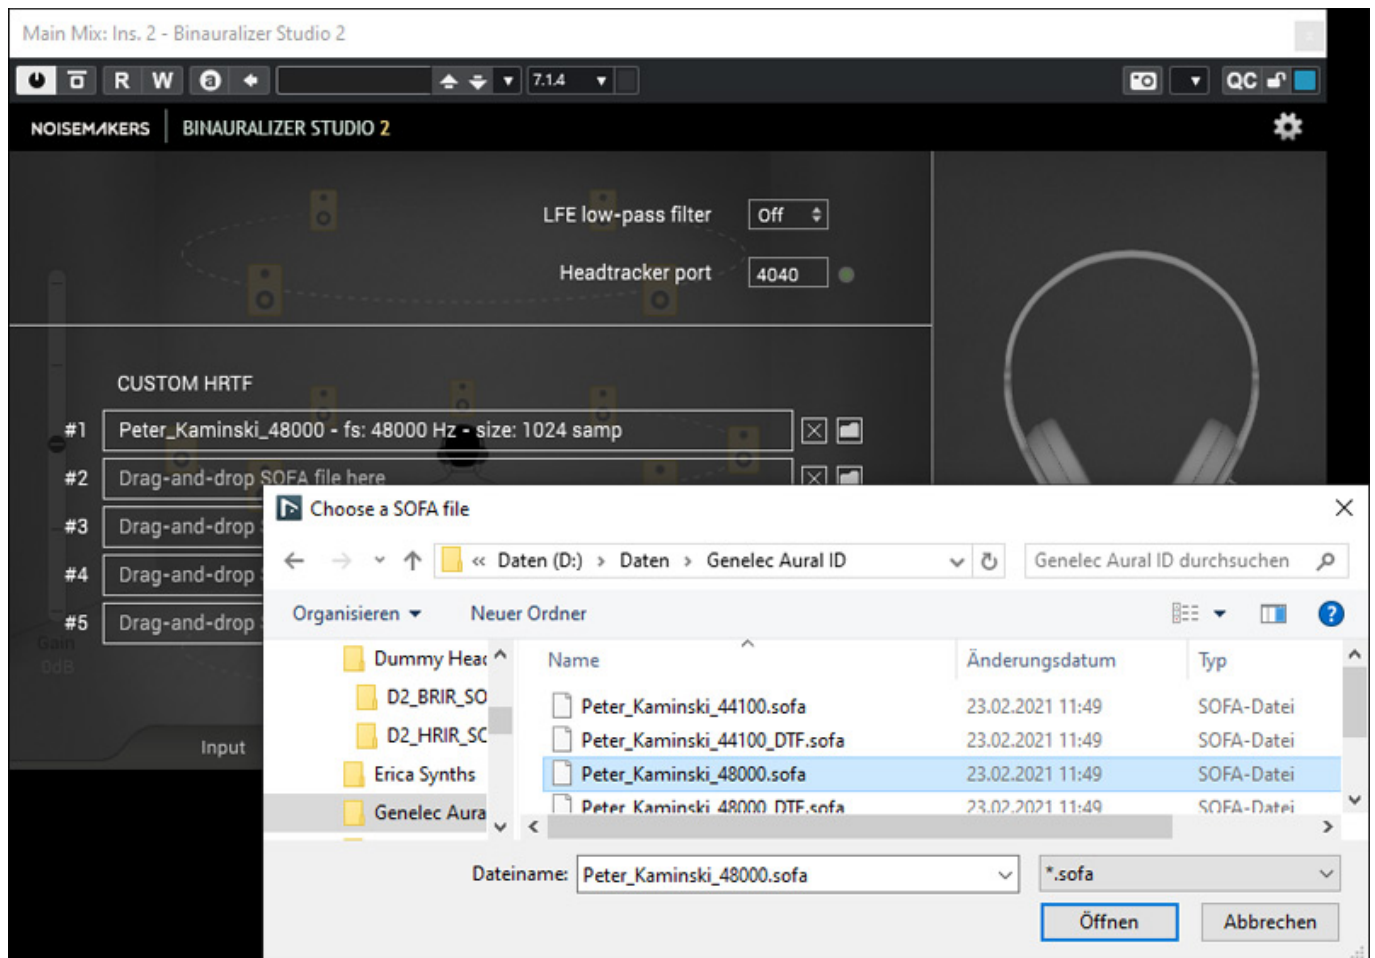 Main Mix: Ins. 2 - Binauralizer Studio 2
R W a 7.1.4 QC
NOISEMAKERS BINAURALIZER STUDIO 2
LFE low-pass filter Off
Headtracker port 4040
CUSTOM HRTF
#1 Peter_Kaminski_48000 - fs: 48000 Hz - size: 1024 samp
#2 Drag-and-drop SOFA file here
#3 Drag-and-drop
#4 Drag-and-drop
#5 Drag-and-drop
Gain
0dB
Input
Choose a SOFA file
« Daten (D:) > Daten > Genelec Aural ID
Genelec Aural ID durchsuchen
Organisieren Neuer Ordner
Dummy Head
D2_BRIR_SO
D2_HRIR_SC
Erica Synths
Genelec Aura
Name Änderungsdatum Typ
Peter_Kaminski_44100.sofa 23.02.2021 11:49 SOFA-Datei
Peter_Kaminski_44100_DTF.sofa 23.02.2021 11:49 SOFA-Datei
Peter_Kaminski_48000.sofa 23.02.2021 11:49 SOFA-Datei
Peter_Kaminski_48000_DTF.sofa 23.02.2021 11:49 SOFA-Datei
Dateiname: Peter_Kaminski_48000.sofa *.sofa
Öffnen Abbrechen